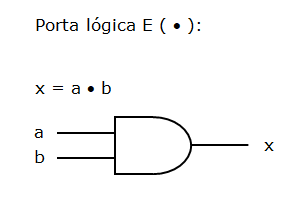 Porta lógica E ( • ):
x = a • b
a
b
x